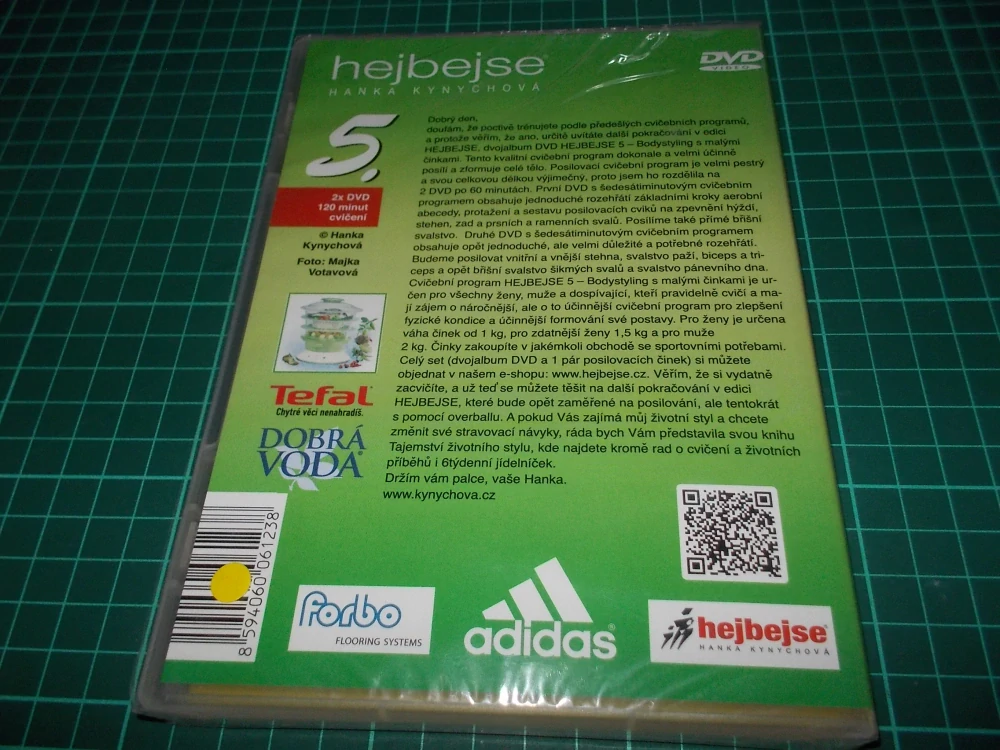 hejbejse®
HANKA KYNYCHOVÁ
DVD
VIDEO
5.
2x DVD
120 minut
cvičení
© Hanka
Kynychová
Foto: Majka
Votavová
Dobrý den,
doufám, že poctivě trénujete podle předešlých cvičebních programů,
a protože věřím, že ano, určitě uvítáte další pokračování v edici
HEJBEJSE, dvojalbum DVD HEJBEJSE 5 – Bodystyling s malými
činkami. Tento kvalitní cvičební program dokonale a velmi účinně
posílí a zformuje celé tělo. Posilovací cvičební program je velmi pestrý
a svou celkovou délkou výjimečný, proto jsem ho rozdělila na
2 DVD po 60 minutách. První DVD s šedesátiminutovým cvičebním
programem obsahuje jednoduché rozehřátí základními kroky aerobní
abecedy, protažení a sestavu posilovacích cviků na zpevnění hýždí,
stehen, zad a prsních a ramenních svalů. Posílíme také přímé břišní
svalstvo. Druhé DVD s šedesátiminutovým cvičebním programem
obsahuje opět jednoduché, ale velmi důležité a potřebné rozehřátí.
Budeme posilovat vnitřní a vnější stehna, svalstvo paží, biceps a tri-
ceps a opět břišní svalstvo šikmých svalů a svalstvo pánevního dna.
Cvičební program HEJBEJSE 5 – Bodystyling s malými činkami je ur-
čen pro všechny ženy, muže a dospívající, kteří pravidelně cvičí a ma-
jí zájem o náročnější, ale o to účinnější cvičební program pro zlepšení
fyzické kondice a účinnější formování své postavy. Pro ženy je určena
váha činek od 1 kg, pro zdatnější ženy 1,5 kg a pro muže
2 kg. Činky zakoupíte v jakémkoli obchodě se sportovními potřebami.
Celý set (dvojalbum DVD a 1 pár posilovacích činek) si můžete
objednat v našem e-shopu: www.hejbejse.cz. Věřím, že si vydatně
zacvičíte, a už teď se můžete těšit na další pokračování v edici
HEJBEJSE, které bude opět zaměřené na posilování, ale tentokrát
s pomocí overballu. A pokud Vás zajímá můj životní styl a chcete
změnit své stravovací návyky, ráda bych Vám představila svou knihu
Tajemství životního stylu, kde najdete kromě rad o cvičení a životních
příběhů i 6týdenní jídelníček.
Držím vám palce, vaše Hanka.
www.kynychova.cz
Tefal
Chytré věci nenahradíš.
DOBRÁ
VODA®
8 594060 061238
forbo
FLOORING SYSTEMS
adidas®
hejbejse®
HANKA KYNYCHOVÁ